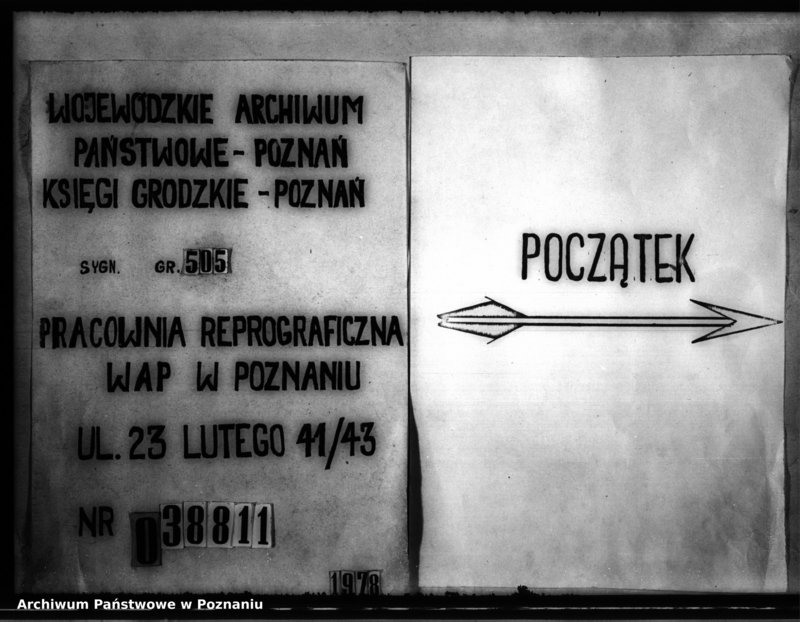 WOJEWÓDZKIE ARCHIWUM
PAŃSTWOWE - POZNAŃ
KSIĘGI GRODZKIE - POZNAŃ
SYGN. GR. 505
PRACOWNIA REPROGRAFICZNA
WAP W POZNANIU
UL. 23 LUTEGO 41/43
NR 038811
1978
POCZĄTEK
Archiwum Państwowe w Poznaniu